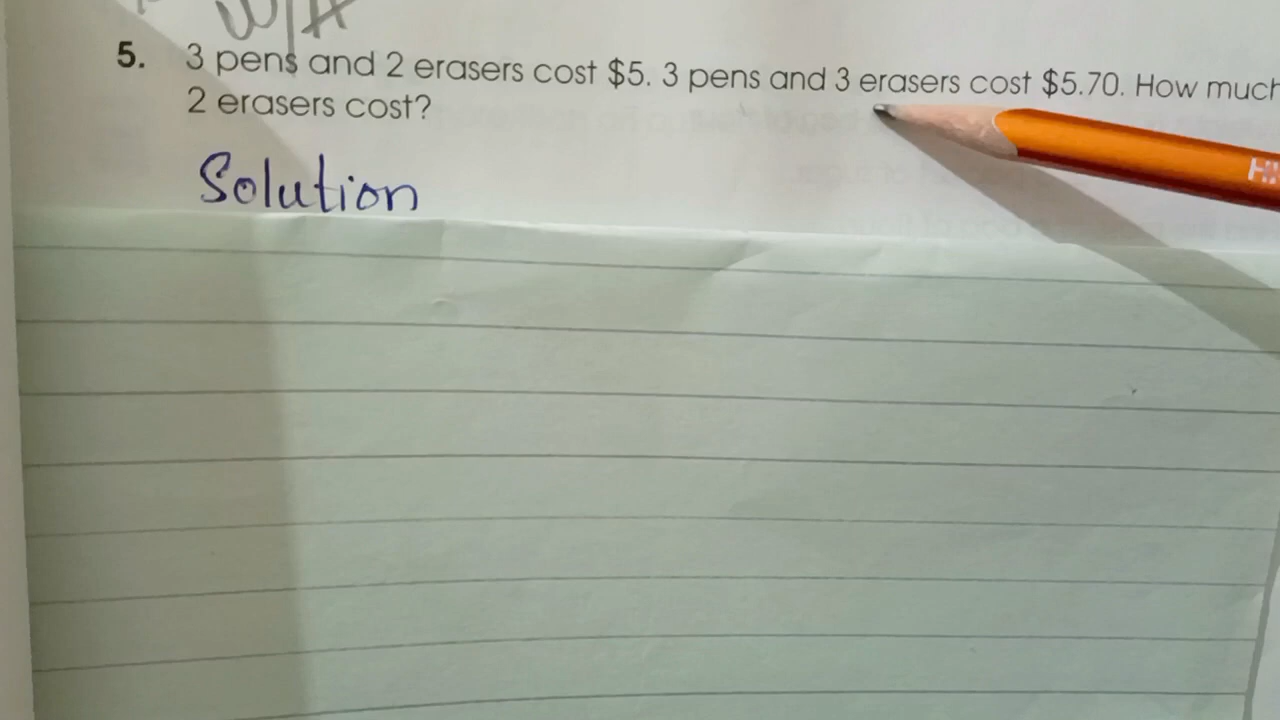 5. 3 pens and 2 erasers cost $5. 3 pens and 3 erasers cost $5.70. How much
2 erasers cost?
Solution